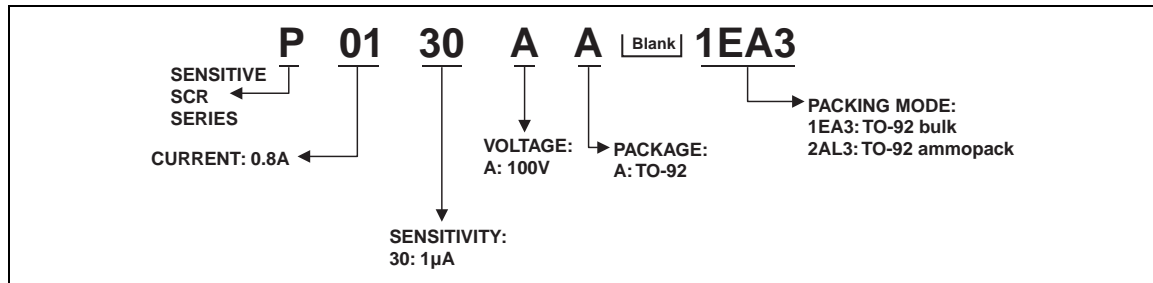 P 01 30 A A Blank 1EA3
SENSITIVE
SCR
SERIES
CURRENT: 0.8A
SENSITIVITY:
30: 1µA
VOLTAGE:
A: 100V
PACKAGE:
A: TO-92
PACKING MODE:
1EA3: TO-92 bulk
2AL3: TO-92 ammopack